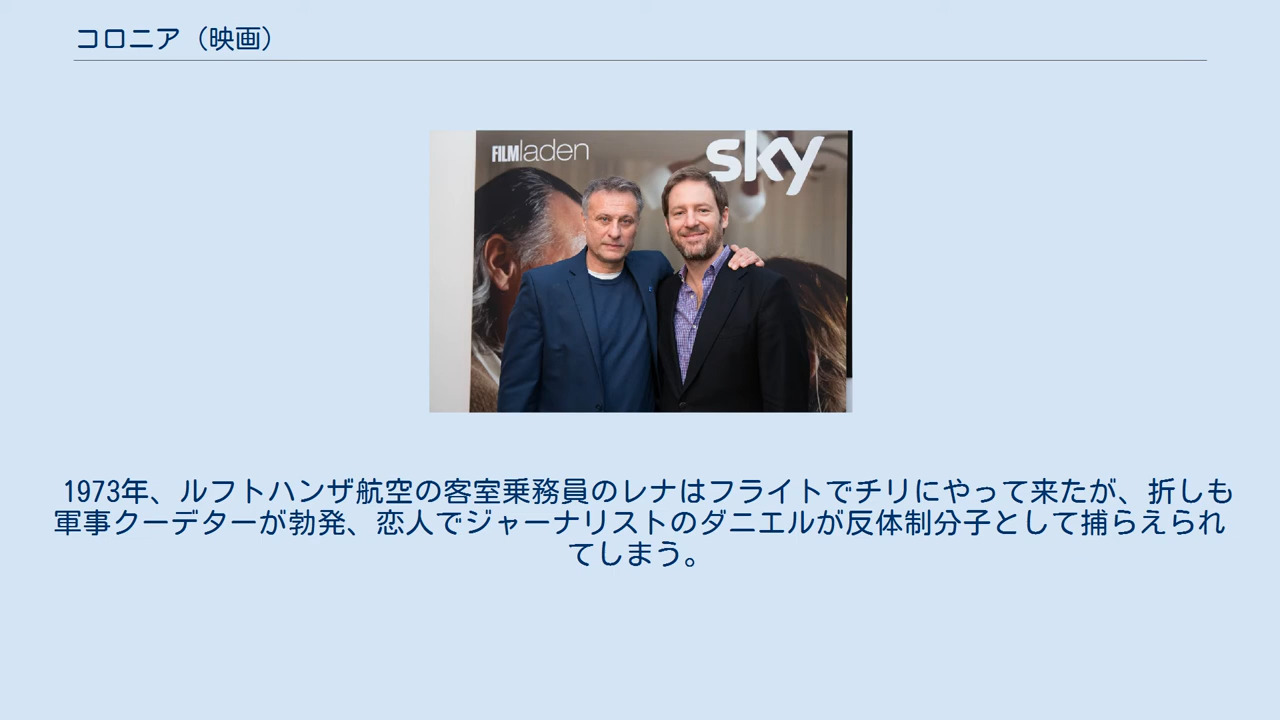 コロニア（映画）
FILMladen
sky
1973年、ルフトハンザ航空の客室乗務員のレナはフライトでチリにやって来たが、折しも
軍事クーデターが勃発、恋人でジャーナリストのダニエルが反体制分子として捕らえられ
てしまう。